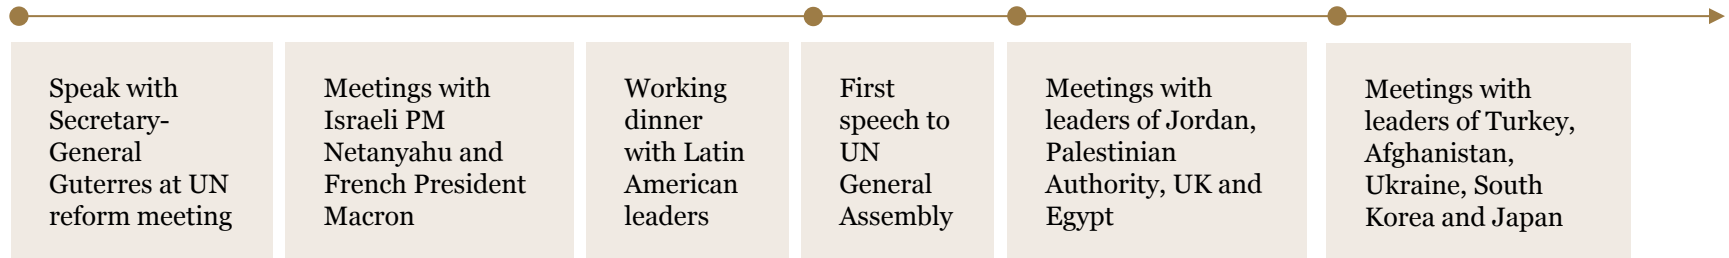 Speak with
Secretary-
General
Guterres at UN
reform meeting
Meetings with
Israeli PM
Netanyahu and
French President
Macron
Working
dinner
with Latin
American
leaders
First
speech to
UN
General
Assembly
Meetings with
leaders of Jordan,
Palestinian
Authority, UK and
Egypt
Meetings with
leaders of Turkey,
Afghanistan,
Ukraine, South
Korea and Japan